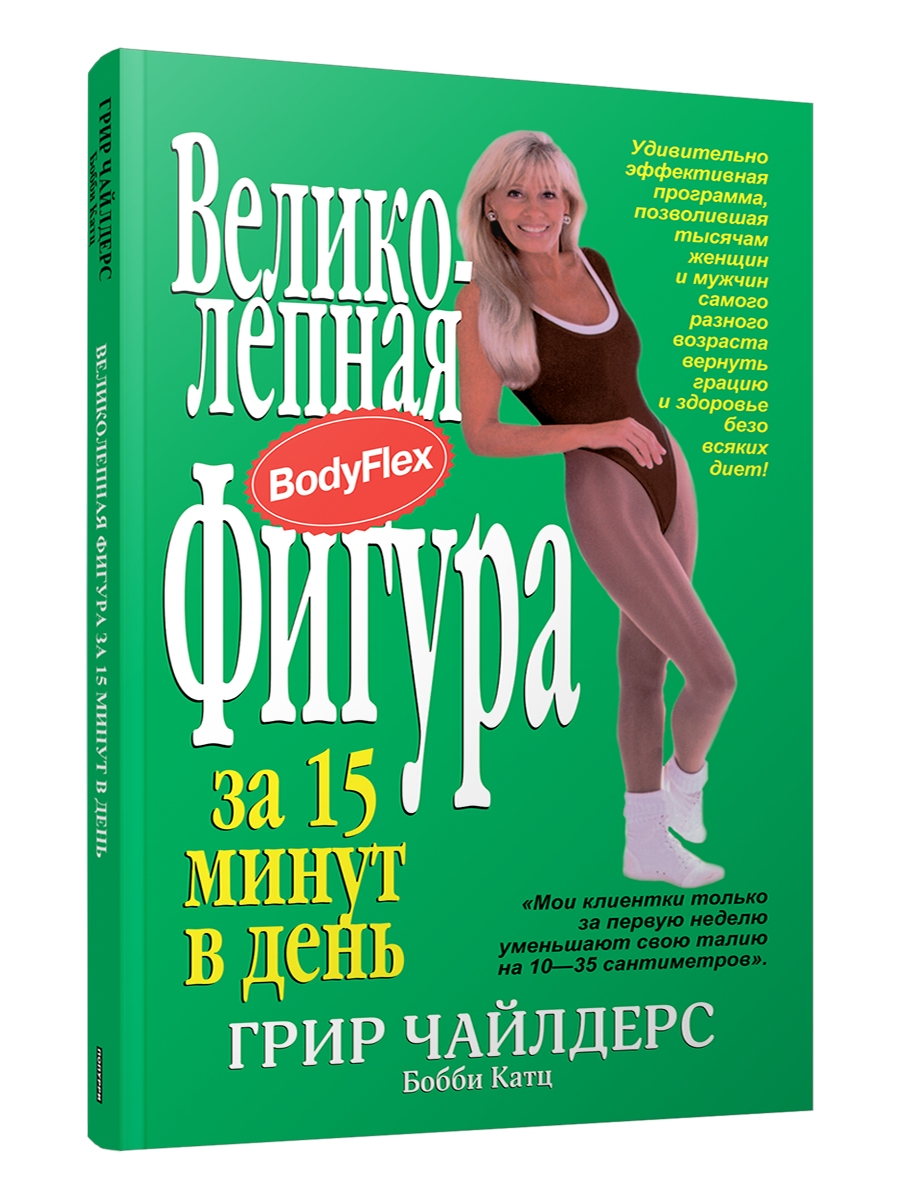 ГРИР ЧАЙЛДЕРС
Бобби Катц
ВЕЛИКОЛЕПНАЯ ФИГУРА ЗА 15 МИНУТ В ДЕНЬ
попурри
Велико-
лепная
BodyFlex
Фигура
за 15
минут
в день
Удивительно
эффективная
программа,
позволившая
тысячам
женщин
и мужчин
самого
разного
возраста
вернуть
грацию
и здоровье
безо
всяких
диет!
«Мои клиентки только
за первую неделю
уменьшают свою талию
на 10—35 сантиметров».
ГРИР ЧАЙЛДЕРС
Бобби Катц